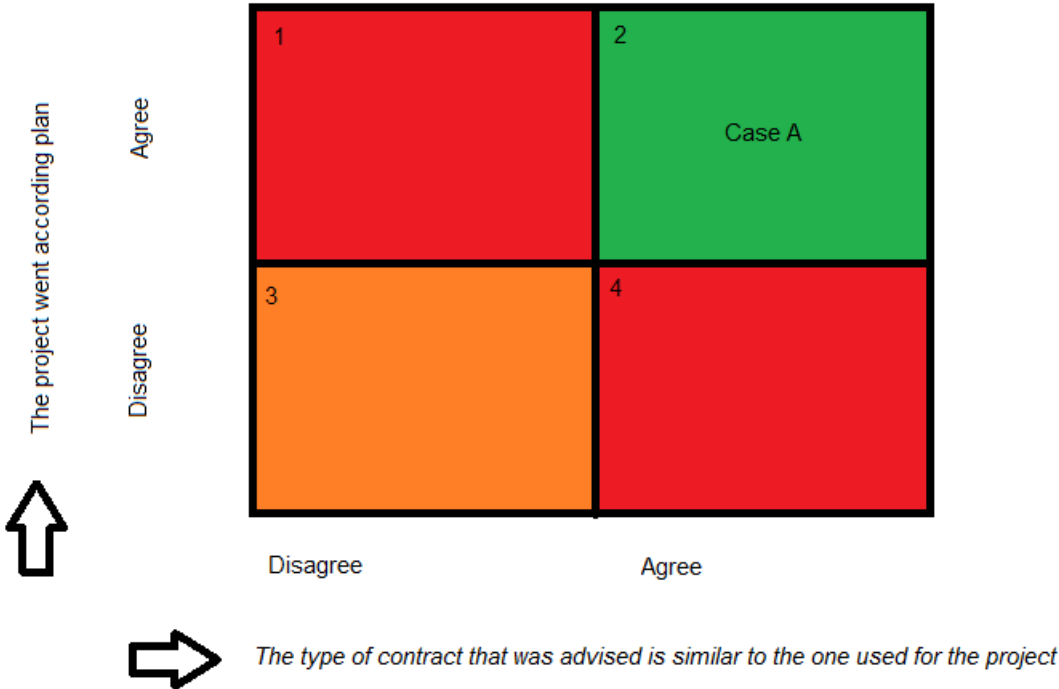 The project went according plan
Agree
Disagree
1
2
Case A
3
4
Disagree
Agree
The type of contract that was advised is similar to the one used for the project